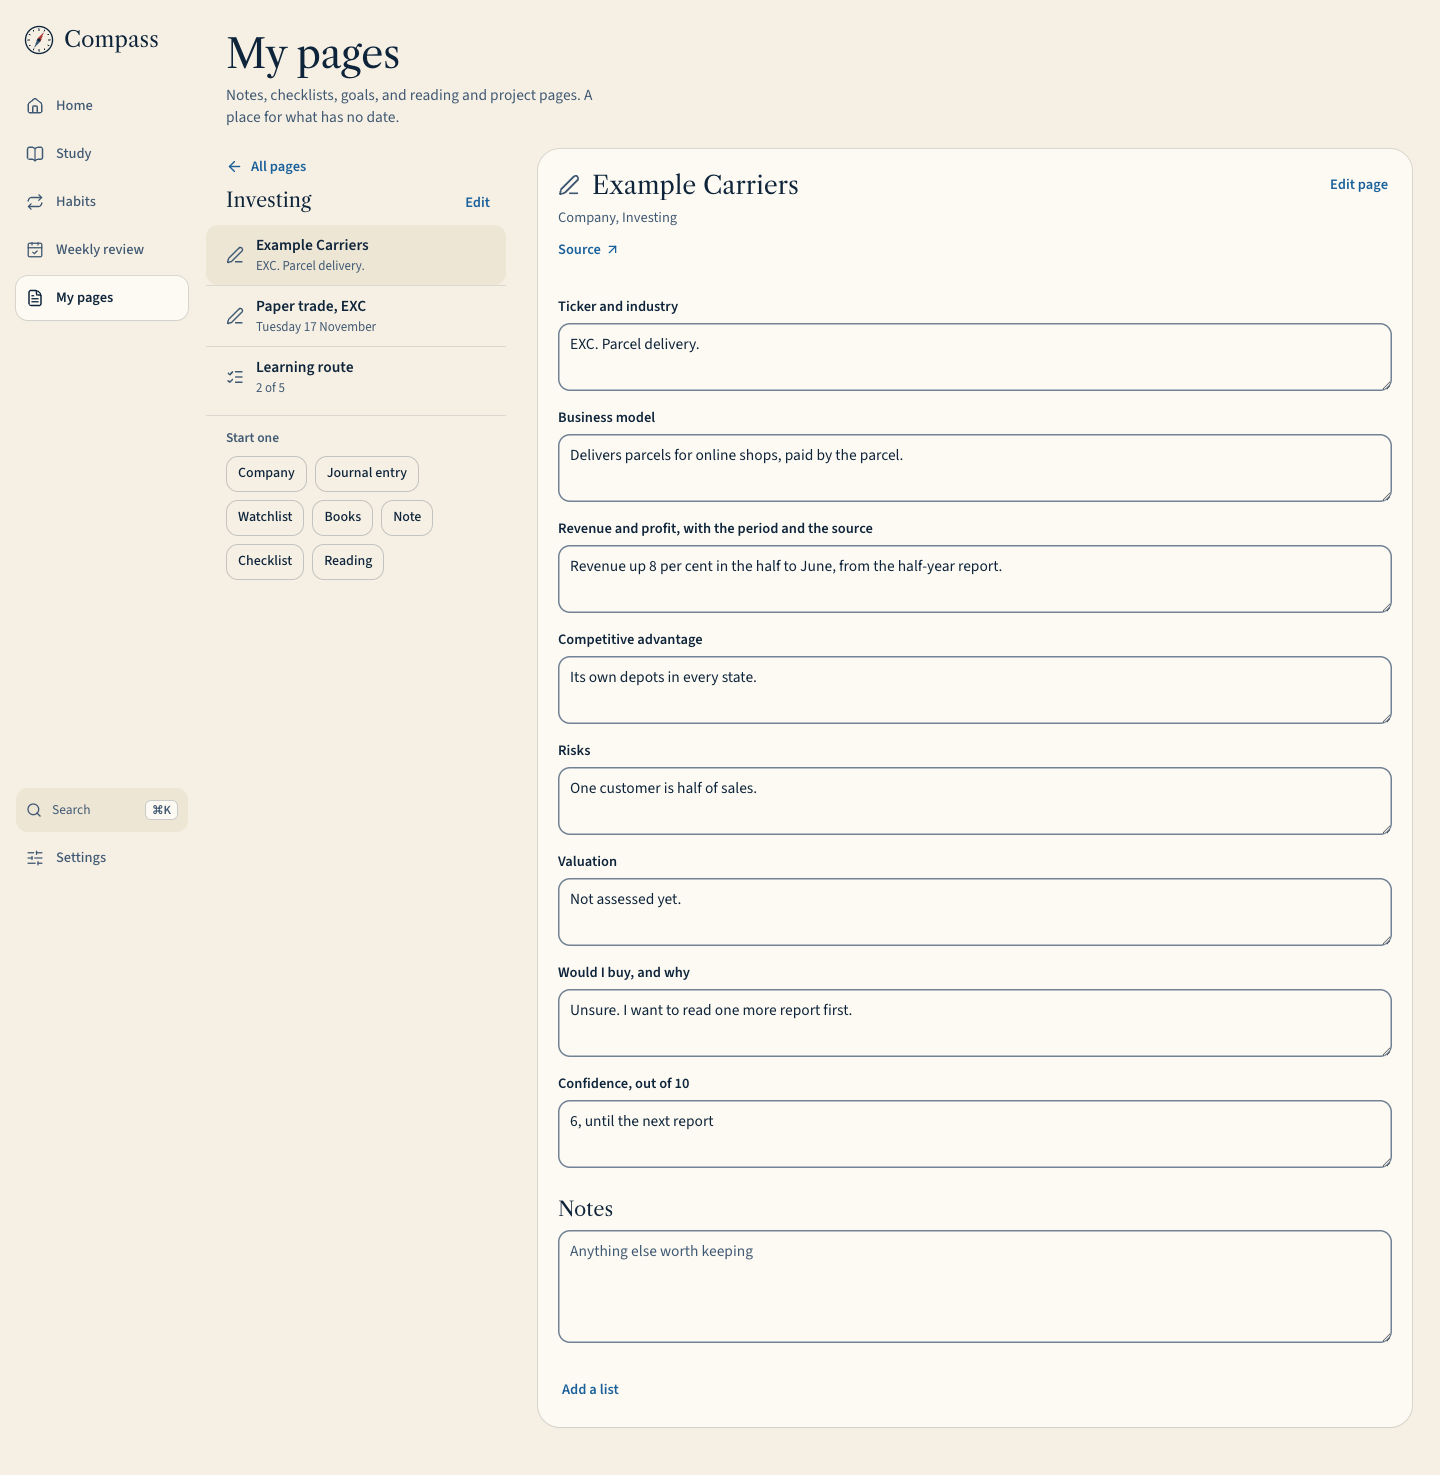 Compass
Home
Study
Habits
Weekly review
My pages
Search
⌘K
Settings
My pages
Notes, checklists, goals, and reading and project pages. A
place for what has no date.
All pages
Investing
Edit
Example Carriers
EXC. Parcel delivery.
Paper trade, EXC
Tuesday 17 November
Learning route
2 of 5
Start one
Company
Journal entry
Watchlist
Books
Note
Checklist
Reading
Example Carriers
Edit page
Company, Investing
Source
Ticker and industry
EXC. Parcel delivery.
Business model
Delivers parcels for online shops, paid by the parcel.
Revenue and profit, with the period and the source
Revenue up 8 per cent in the half to June, from the half-year report.
Competitive advantage
Its own depots in every state.
Risks
One customer is half of sales.
Valuation
Not assessed yet.
Would I buy, and why
Unsure. I want to read one more report first.
Confidence, out of 10
6, until the next report
Notes
Anything else worth keeping
Add a list